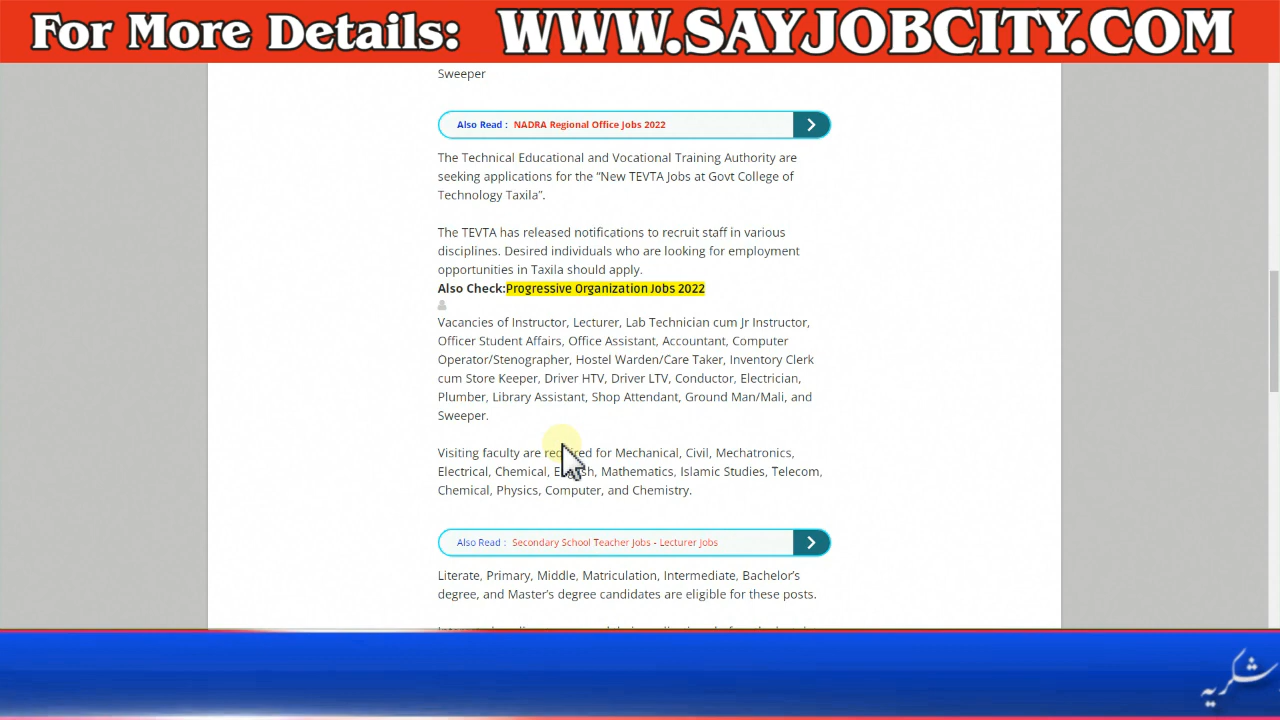 For More Details: WWW.SAYJOBCITY.COM
Sweeper
Also Read : NADRA Regional Office Jobs 2022
The Technical Educational and Vocational Training Authority are
seeking applications for the “New TEVTA Jobs at Govt College of
Technology Taxila”.
The TEVTA has released notifications to recruit staff in various
disciplines. Desired individuals who are looking for employment
opportunities in Taxila should apply.
Also Check:Progressive Organization Jobs 2022
Vacancies of Instructor, Lecturer, Lab Technician cum Jr Instructor,
Officer Student Affairs, Office Assistant, Accountant, Computer
Operator/Stenographer, Hostel Warden/Care Taker, Inventory Clerk
cum Store Keeper, Driver HTV, Driver LTV, Conductor, Electrician,
Plumber, Library Assistant, Shop Attendant, Ground Man/Mali, and
Sweeper.
Visiting faculty are required for Mechanical, Civil, Mechatronics,
Electrical, Chemical, English, Mathematics, Islamic Studies, Telecom,
Chemical, Physics, Computer, and Chemistry.
Also Read : Secondary School Teacher Jobs - Lecturer Jobs
Literate, Primary, Middle, Matriculation, Intermediate, Bachelor’s
degree, and Master’s degree candidates are eligible for these posts.
شکریہ